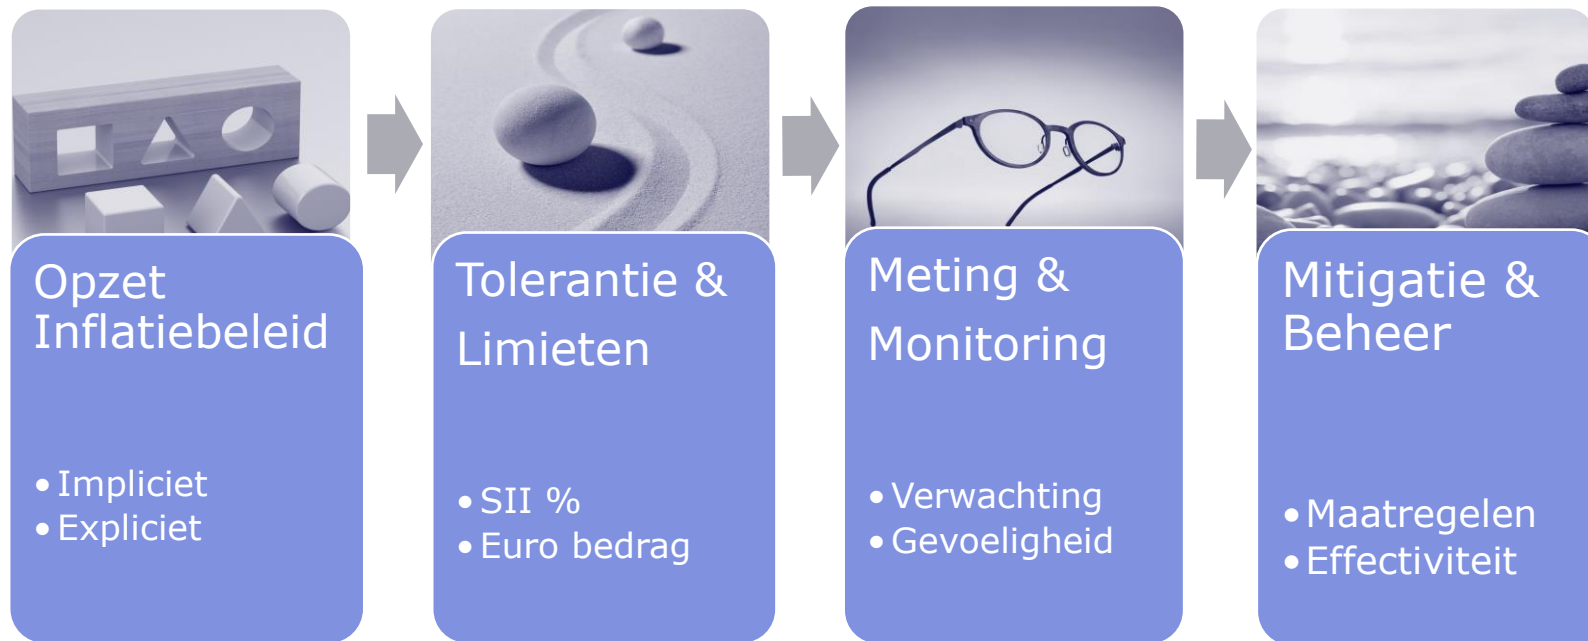 Opzet
Inflatiebeleid
• Impliciet
• Expliciet
Tolerantie &
Limieten
• SII %
• Euro bedrag
Meting &
Monitoring
• Verwachting
• Gevoeligheid
Mitigatie &
Beheer
• Maatregelen
• Effectiviteit